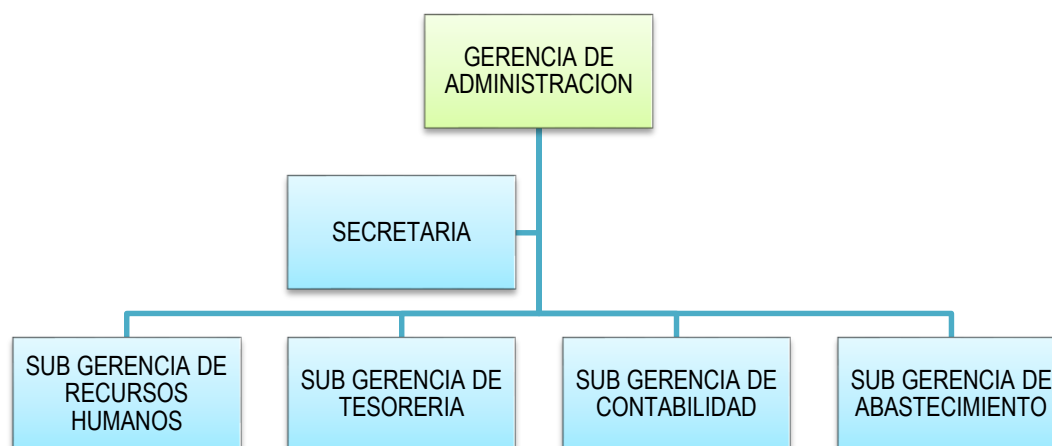 GERENCIA DE
ADMINISTRACION
SECRETARIA
SUB GERENCIA DE
RECURSOS
HUMANOS
SUB GERENCIA DE
TESORERIA
SUB GERENCIA DE
CONTABILIDAD
SUB GERENCIA DE
ABASTECIMIENTO